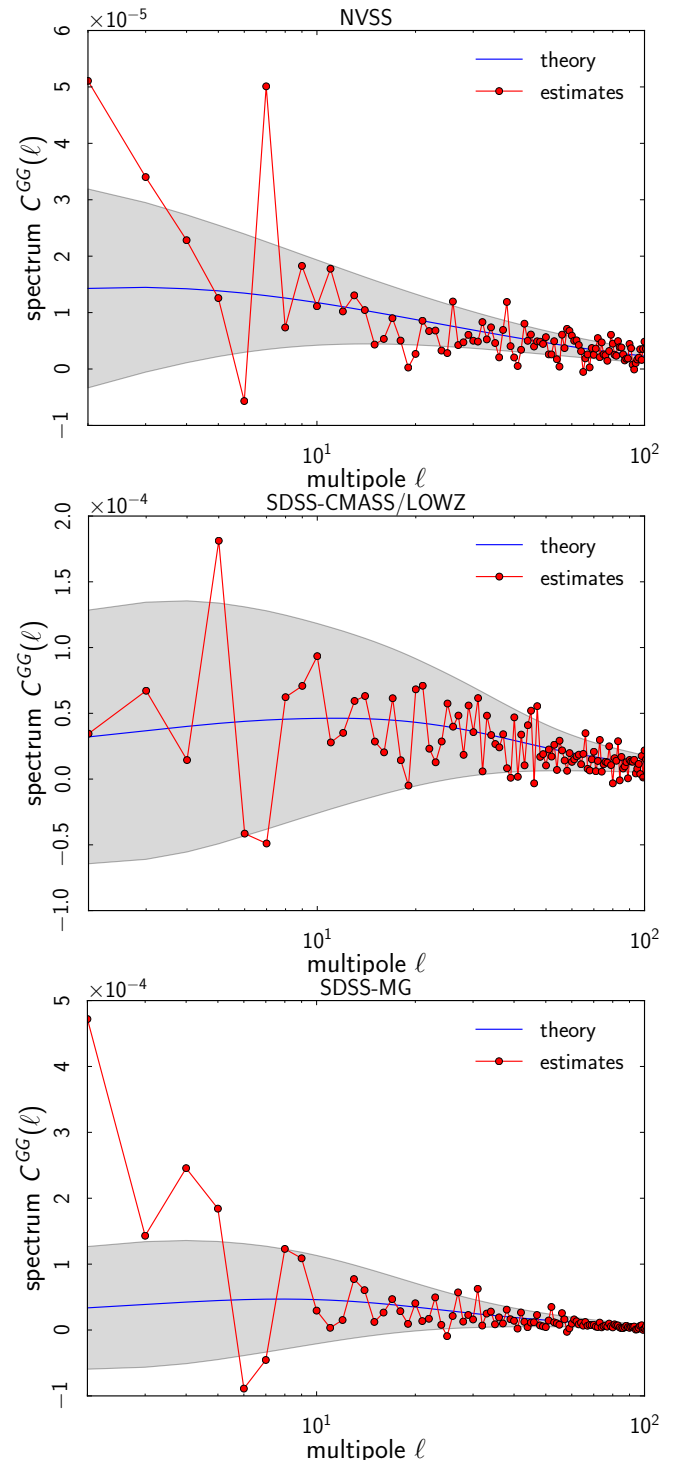 ×10⁻⁵
NVSS
6
5
4
3
2
1
0
−1
spectrum C^{GG}(ℓ)
theory
estimates
10¹
10²
multipole ℓ
×10⁻⁴
SDSS-CMASS/LOWZ
2.0
1.5
1.0
0.5
0.0
−0.5
−1.0
spectrum C^{GG}(ℓ)
theory
estimates
10¹
10²
multipole ℓ
×10⁻⁴
SDSS-MG
5
4
3
2
1
0
−1
spectrum C^{GG}(ℓ)
theory
estimates
10¹
10²
multipole ℓ